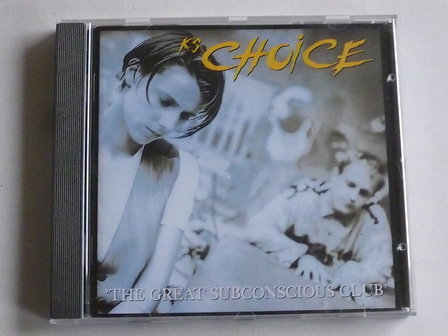 K's CHOiCE
'THE GREAT SUBCONSCIOUS CLUB'